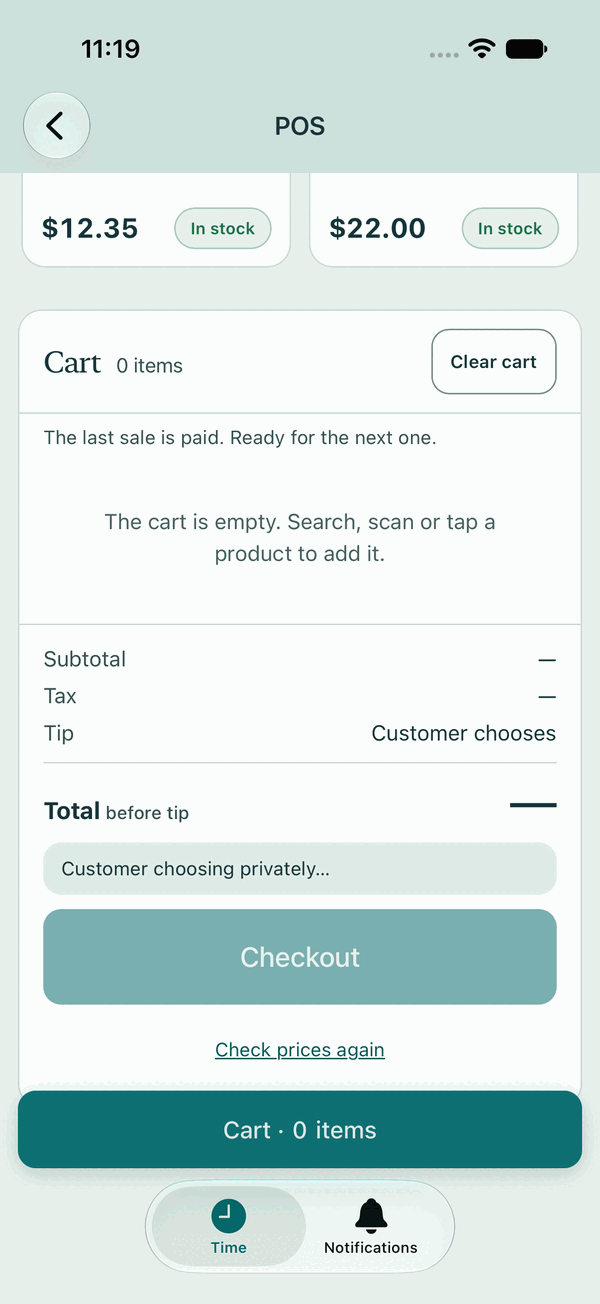 11:19
POS
$12.35 In stock $22.00 In stock
Cart 0 items Clear cart
The last sale is paid. Ready for the next one.
The cart is empty. Search, scan or tap a
product to add it.
Subtotal —
Tax —
Tip Customer chooses
Total before tip —
Customer choosing privately...
Checkout
Check prices again
Cart · 0 items
Time Notifications